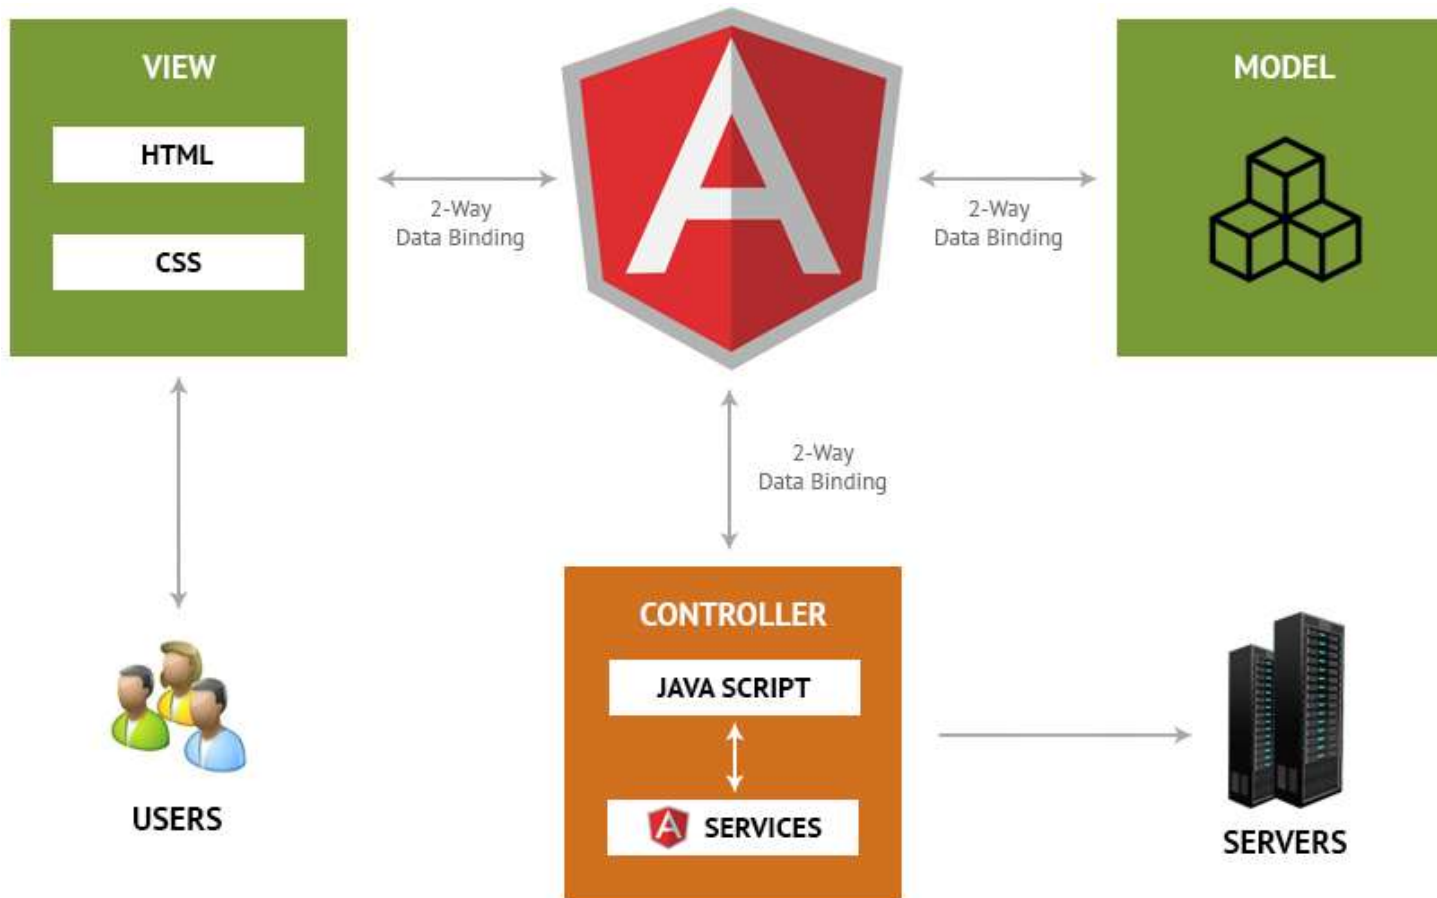 VIEW
HTML
CSS
2-Way
Data Binding
2-Way
Data Binding
MODEL
2-Way
Data Binding
USERS
CONTROLLER
JAVA SCRIPT
SERVICES
SERVERS